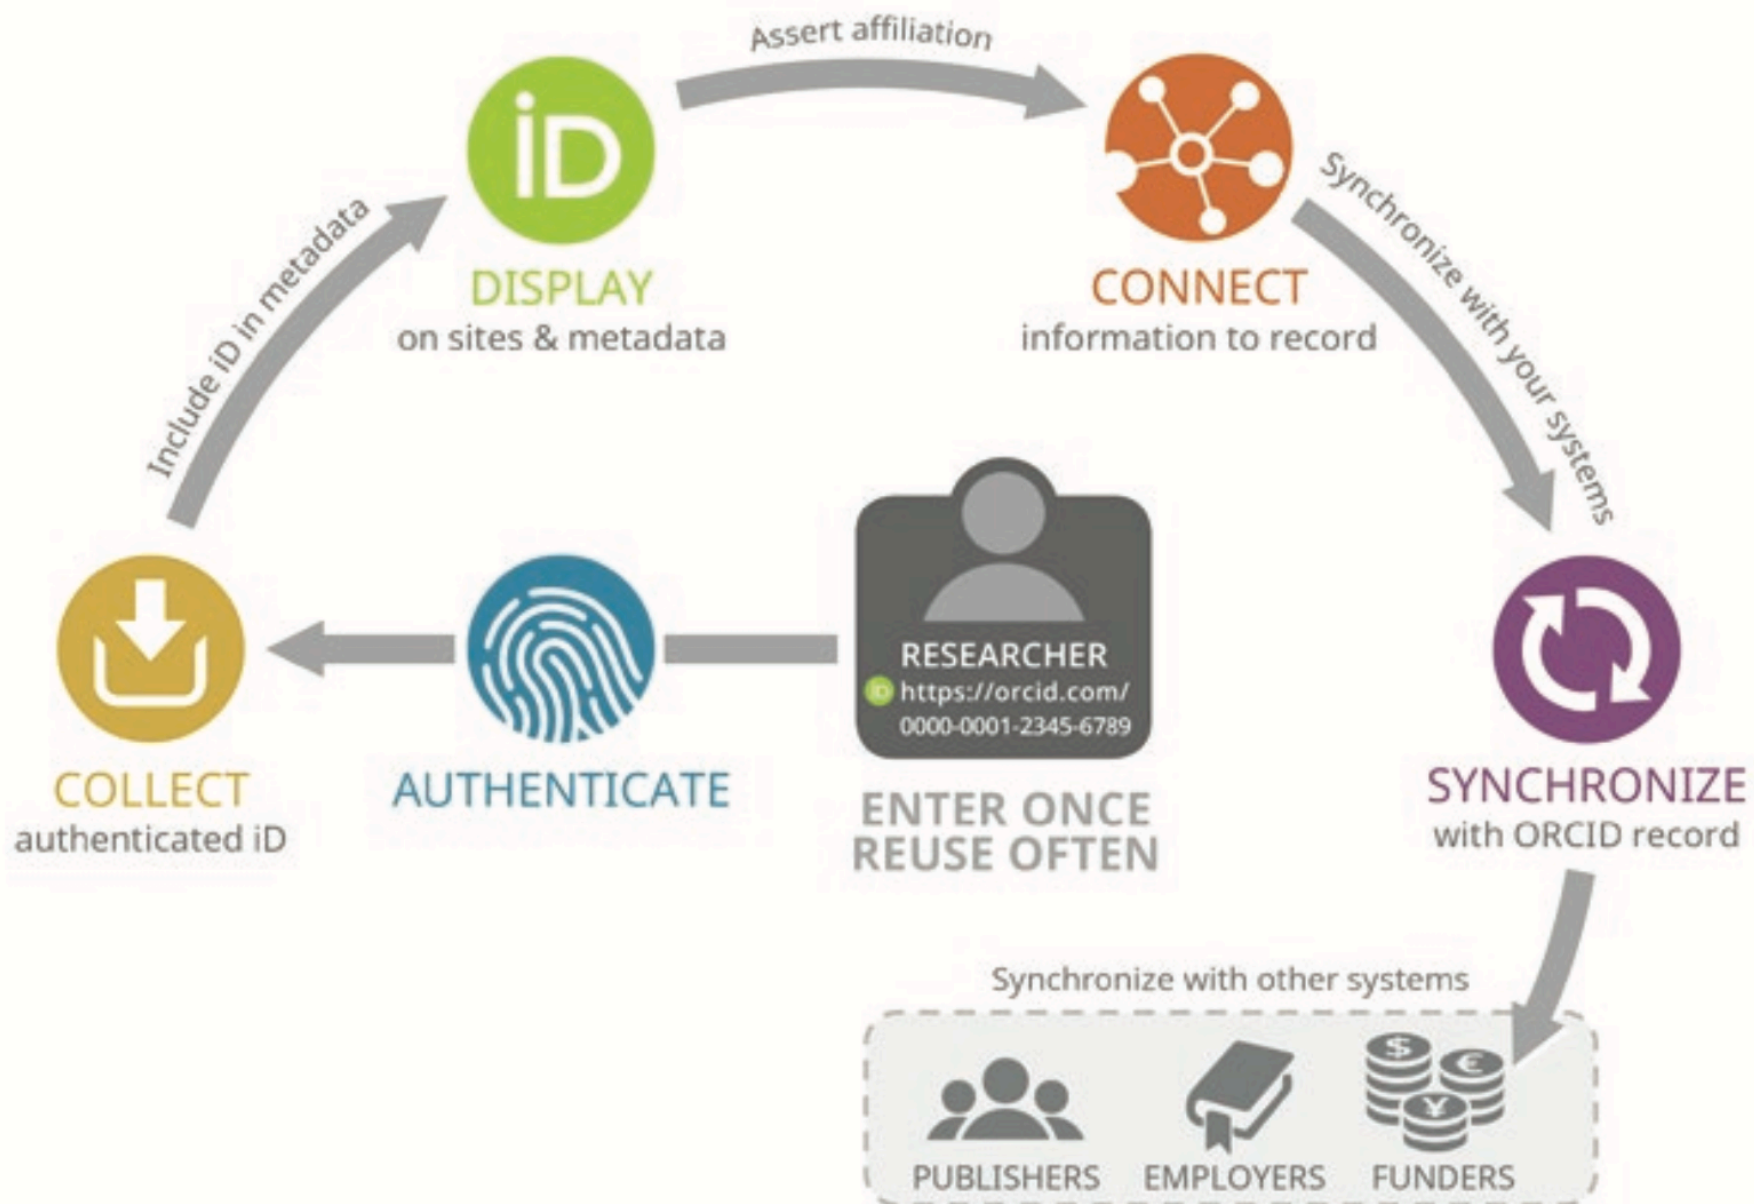 Assert affiliation
iD
DISPLAY
on sites & metadata
CONNECT
information to record
Include iD in metadata
Synchronize with your systems
RESEARCHER
iD https://orcid.com/
0000-0001-2345-6789
COLLECT
authenticated iD
AUTHENTICATE
ENTER ONCE
REUSE OFTEN
SYNCHRONIZE
with ORCID record
Synchronize with other systems
$ € ¥
PUBLISHERS EMPLOYERS FUNDERS